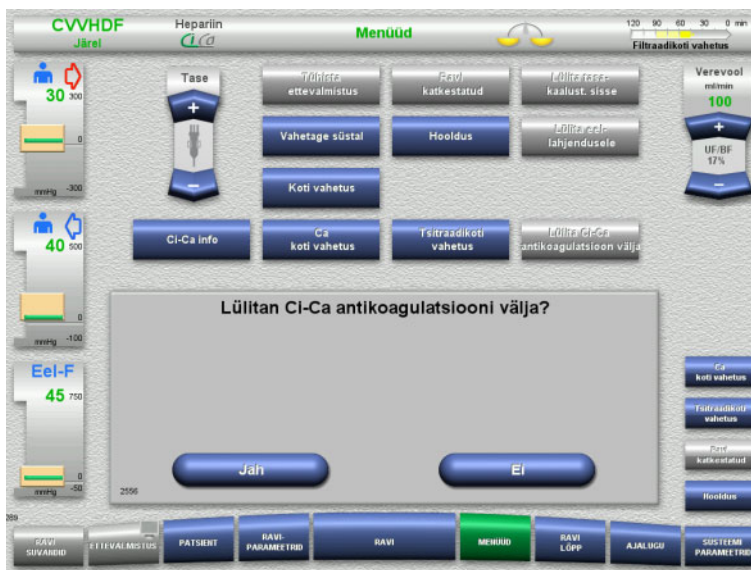 CVVHDF
Järel
Heparin
Ci Ca
Menüüd
120 90 60 30 0 min
Filtraadikoti vahetus
30 300
0
mmHg -300
Tase
+
−
Tühista
ettevalmistus
Ravi
katkestatud
Lülita tasa-
kaalust. sisse
Vahetage süstal
Hooldus
Lülita eel-
lahjendusele
Koti vahetus
Verevool
ml/min
100
+
UF/BF
17%
−
40 500
0
-100
mmHg
Ci-Ca info
Ca
koti vahetus
Tsitraadikoti
vahetus
Lülita Ci-Ca
antikoagulatsioon välja
Lülitan Ci-Ca antikoagulatsiooni välja?
Eel-F
45 750
0
mmHg -50
Jah
Ei
2556
Ca
koti vahetus
Tsitraadikoti
vahetus
Ravi
katkestatud
Hooldus
RAVI
SUVANDID
ETTEVALMISTUS
PATSIENT
RAVI-
PARAMEETRID
RAVI
MENÜÜD
RAVI
LÕPP
AJALUGU
SÜSTEEMI
PARAMEETRID